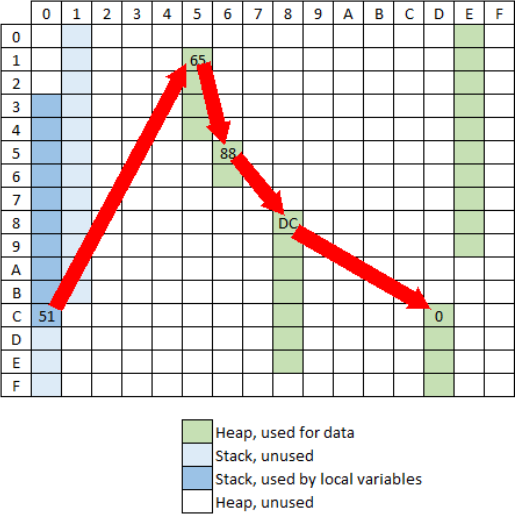 0 1 2 3 4 5 6 7 8 9 A B C D E F
0
1 65
2
3
4
5 88
6
7
8 DC
9
A
B
C 51 0
D
E
F
Heap, used for data
Stack, unused
Stack, used by local variables
Heap, unused